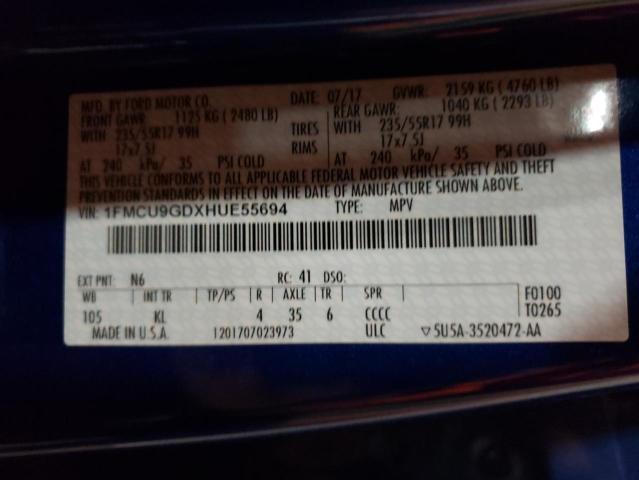 MFD. BY FORD MOTOR CO.
DATE: 07/17
GVWR: 2159 KG (4760 LB)
FRONT GAWR: 1125 KG (2480 LB)
REAR GAWR: 1040 KG (2293 LB)
WITH 235/55R17 99H TIRES WITH 235/55R17 99H
17x7 5J RIMS 17x7 5J
AT 240 kPa/ 35 PSI COLD AT 240 kPa/ 35 PSI COLD
THIS VEHICLE CONFORMS TO ALL APPLICABLE FEDERAL MOTOR VEHICLE SAFETY AND THEFT
PREVENTION STANDARDS IN EFFECT ON THE DATE OF MANUFACTURE SHOWN ABOVE.
VIN: 1FMCU9GDXHUE55694 TYPE: MPV
EXT PNT: N6 RC: 41 DSO:
WB INT TR TP/PS R AXLE TR SPR F0100
105 KL 4 35 6 CCCC T0265
MADE IN U.S.A. 1201707023973 ULC ▽5U5A-3520472-AA